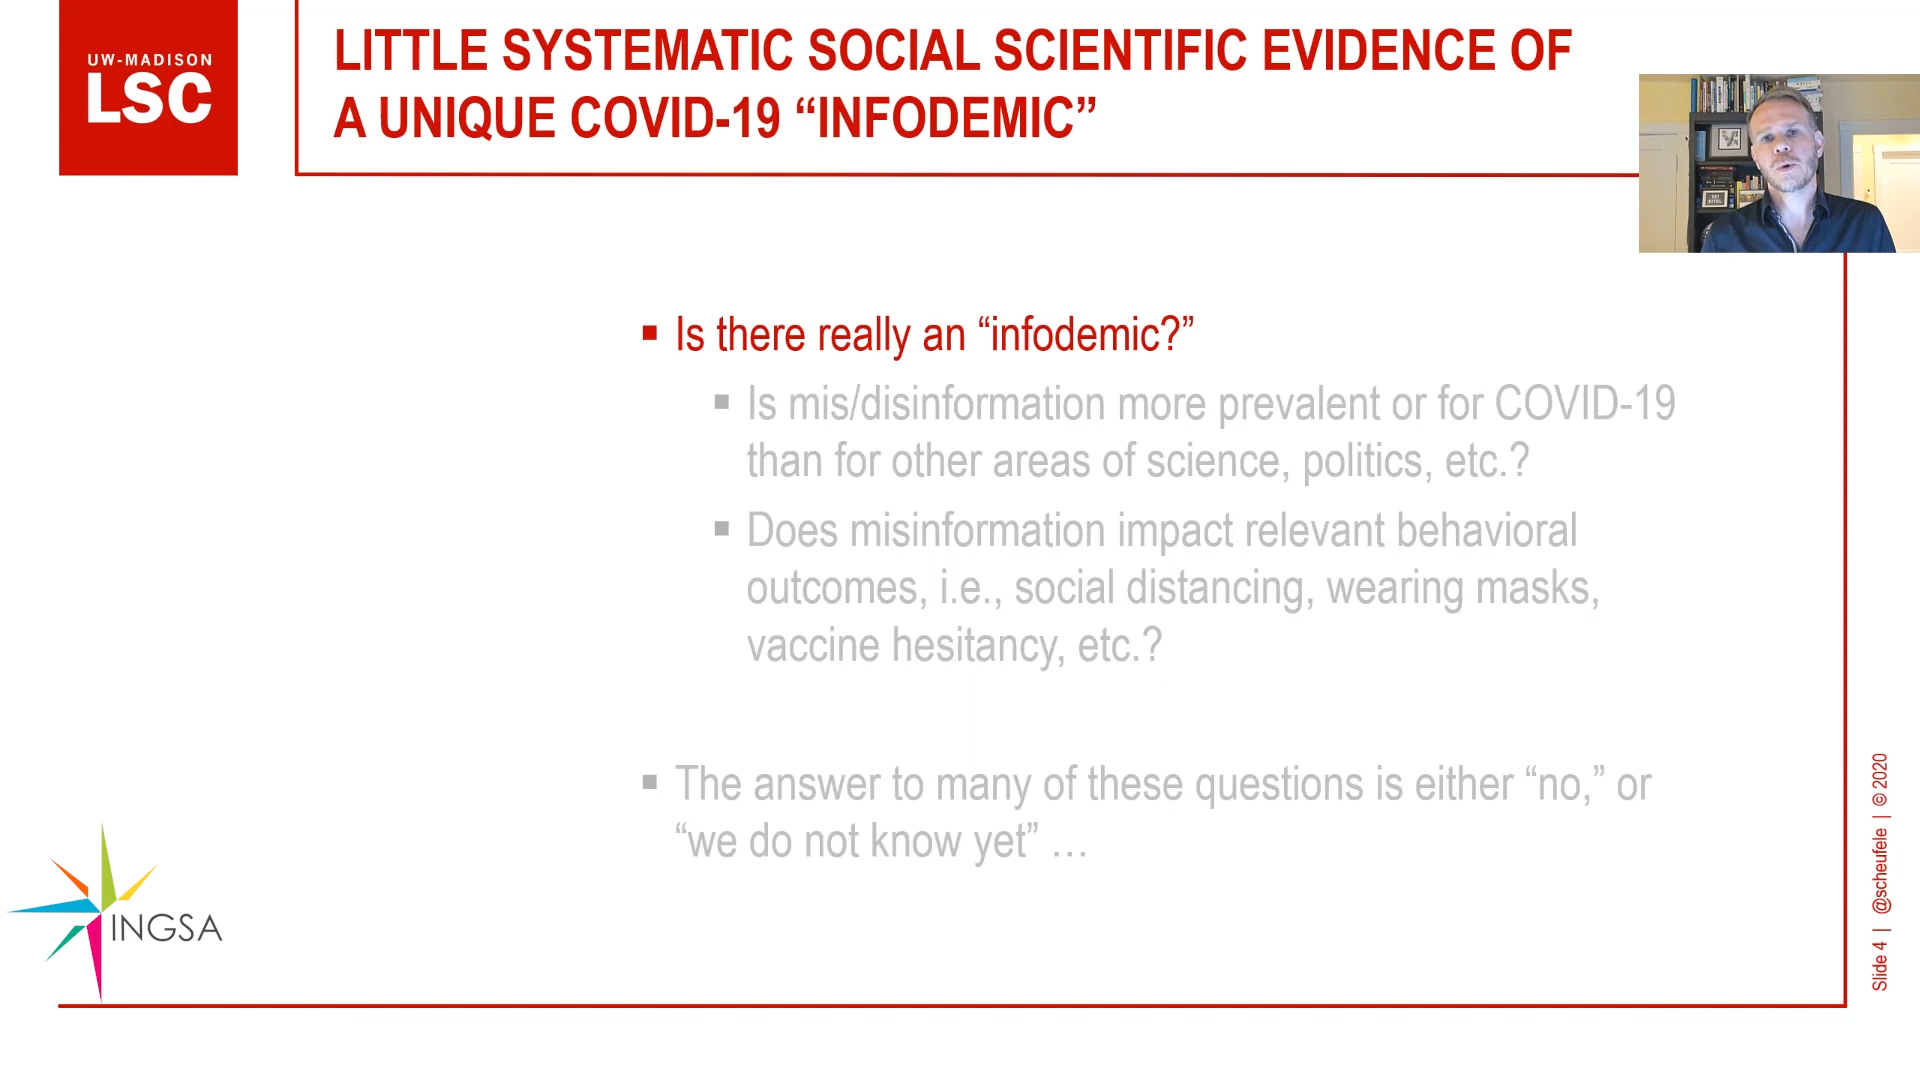 UW-MADISON
LSC
LITTLE SYSTEMATIC SOCIAL SCIENTIFIC EVIDENCE OF
A UNIQUE COVID-19 “INFODEMIC”
Is there really an “infodemic?”
Is mis/disinformation more prevalent or for COVID-19
than for other areas of science, politics, etc.?
Does misinformation impact relevant behavioral
outcomes, i.e., social distancing, wearing masks,
vaccine hesitancy, etc.?
The answer to many of these questions is either “no,” or
“we do not know yet” …
INGSA
Slide 4 | @scheufele | © 2020